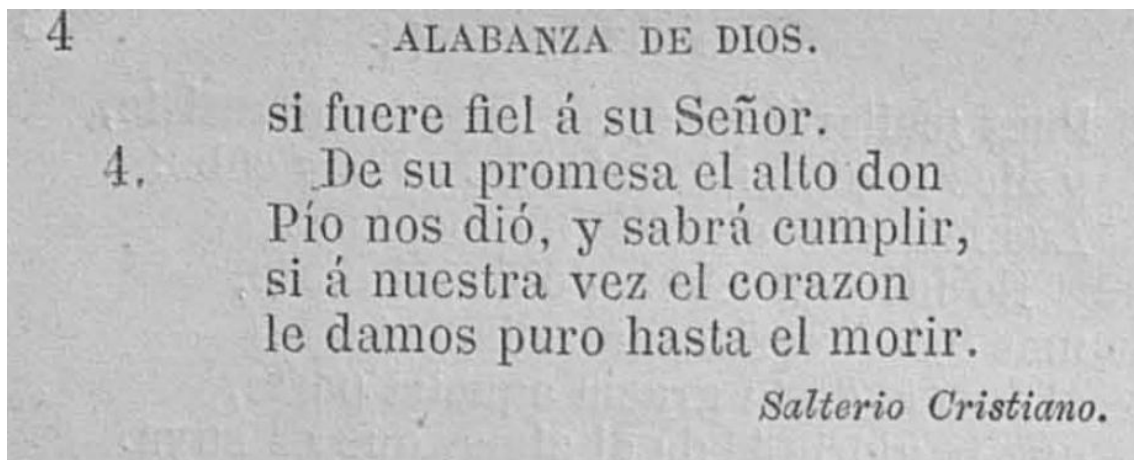 4 ALABANZA DE DIOS.
si fuere fiel á su Señor.
4. De su promesa el alto don
Pío nos dió, y sabrá cumplir,
si á nuestra vez el corazon
le damos puro hasta el morir.
Salterio Cristiano.